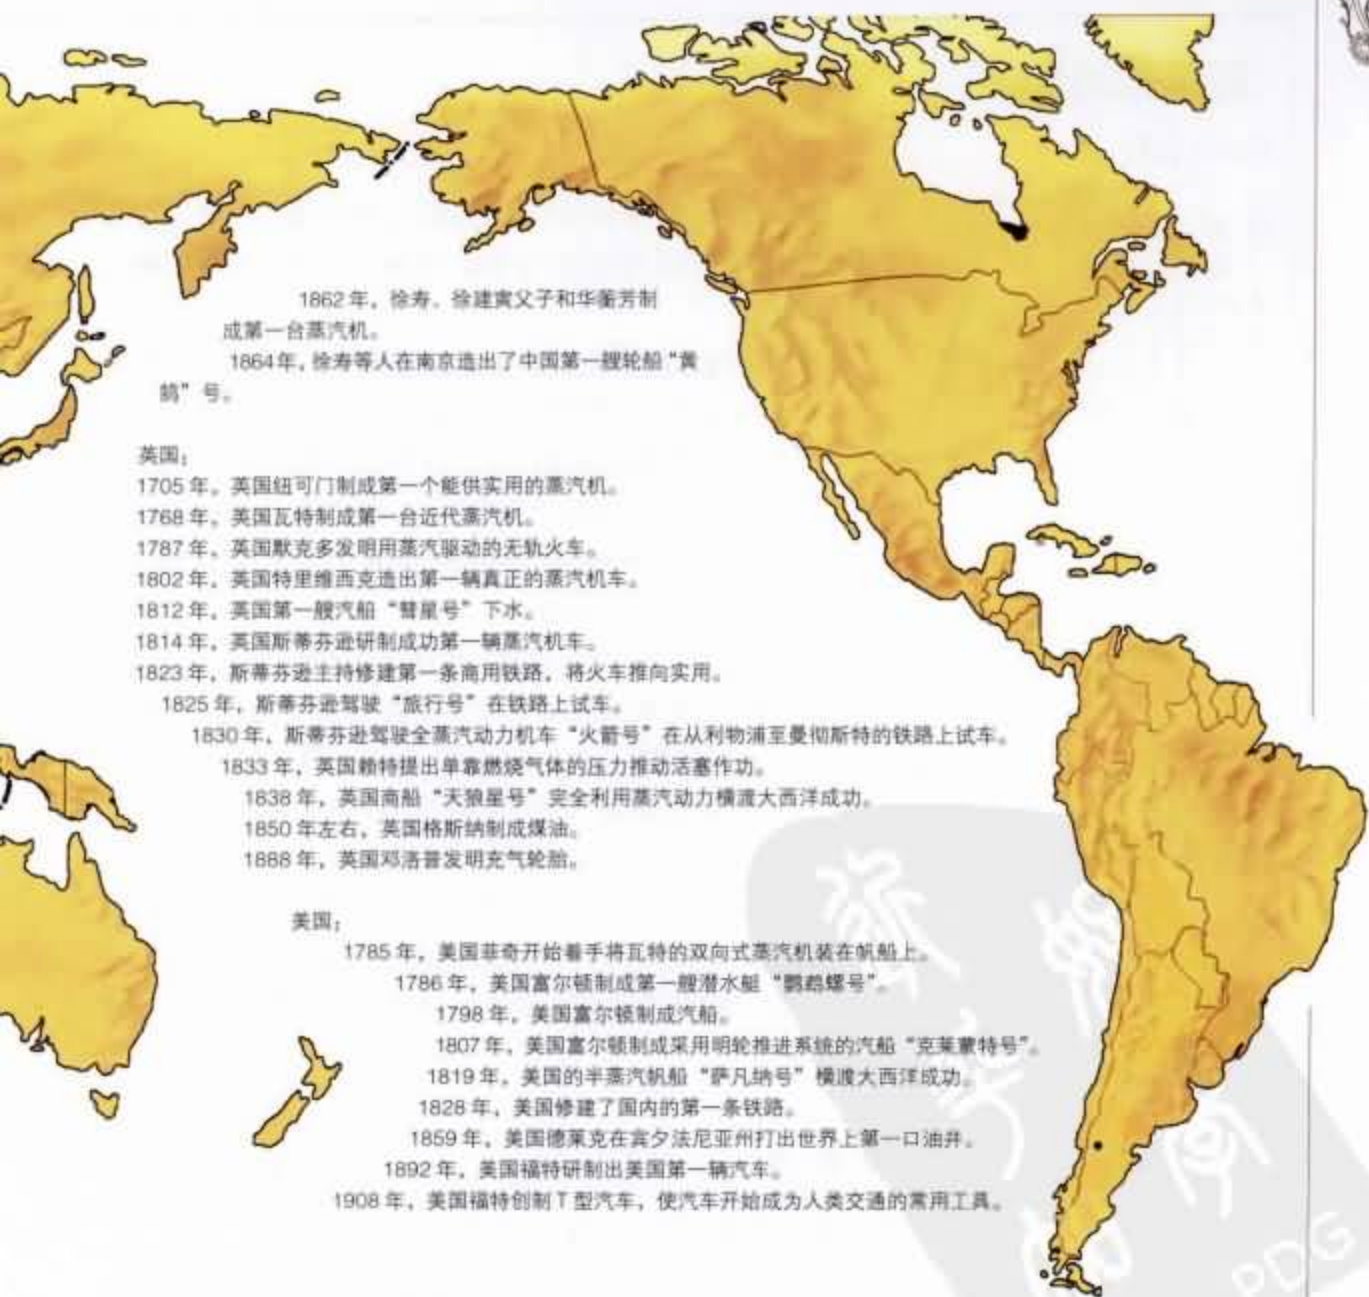 1862年，徐寿、徐建寅父子和华蘅芳制
成第一台蒸汽机。
1864年，徐寿等人在南京造出了中国第一艘轮船“黄
鹄”号。
英国：
1705年，英国纽可门制成第一个能供实用的蒸汽机。
1768年，英国瓦特制成第一台近代蒸汽机。
1787年，英国默克多发明用蒸汽驱动的无轨火车。
1802年，英国特里维西克造出第一辆真正的蒸汽机车。
1812年，英国第一艘汽船“彗星号”下水。
1814年，英国斯蒂芬逊研制成功第一辆蒸汽机车。
1823年，斯蒂芬逊主持修建第一条商用铁路，将火车推向实用。
1825年，斯蒂芬逊驾驶“旅行号”在铁路上试车。
1830年，斯蒂芬逊驾驶全蒸汽动力机车“火箭号”在从利物浦至曼彻斯特的铁路上试车。
1833年，英国赖特提出单靠燃烧气体的压力推动活塞作功。
1838年，英国商船“天狼星号”完全利用蒸汽动力横渡大西洋成功。
1850年左右，英国格斯纳制成煤油。
1888年，英国邓洛普发明充气轮胎。
美国：
1785年，美国菲奇开始着手将瓦特的双向式蒸汽机装在帆船上。
1786年，美国富尔顿制成第一艘潜水艇“鹦鹉螺号”。
1798年，美国富尔顿制成汽船。
1807年，美国富尔顿制成采用明轮推进系统的汽船“克莱蒙特号”。
1819年，美国的半蒸汽帆船“萨凡纳号”横渡大西洋成功。
1828年，美国修建了国内的第一条铁路。
1859年，美国德莱克在宾夕法尼亚州打出世界上第一口油井。
1892年，美国福特研制出美国第一辆汽车。
1908年，美国福特创制T型汽车，使汽车开始成为人类交通的常用工具。
PDG